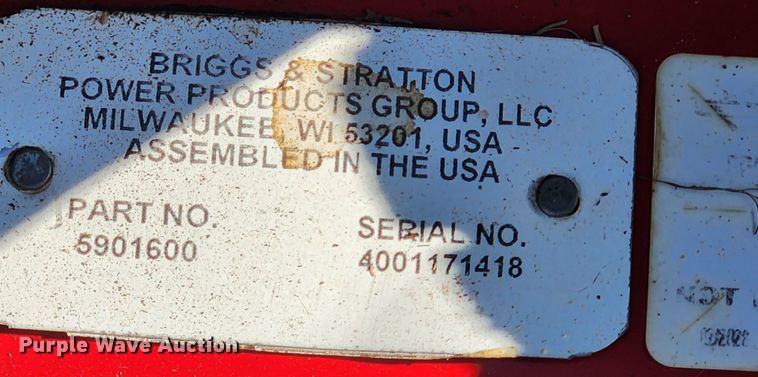 BRIGGS & STRATTON
POWER PRODUCTS GROUP, LLC
MILWAUKEE, WI 53201, USA
ASSEMBLED IN THE USA
PART NO.
5901600
SERIAL NO.
4001171418
Purple Wave Auction